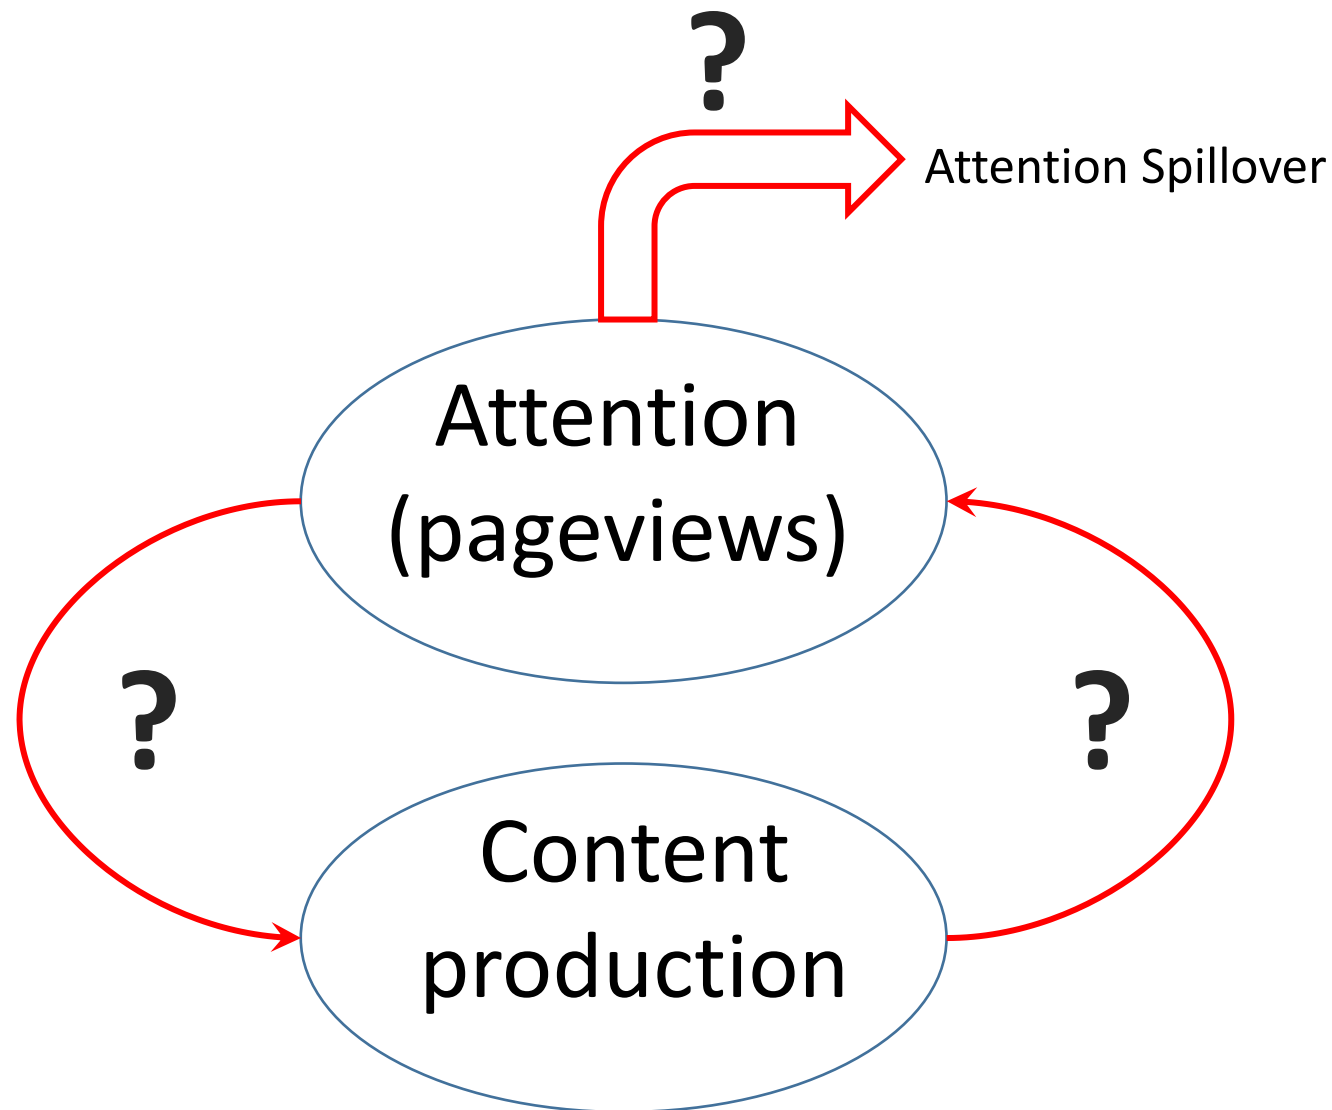 ?
Attention Spillover
Attention
(pageviews)
?
?
Content
production